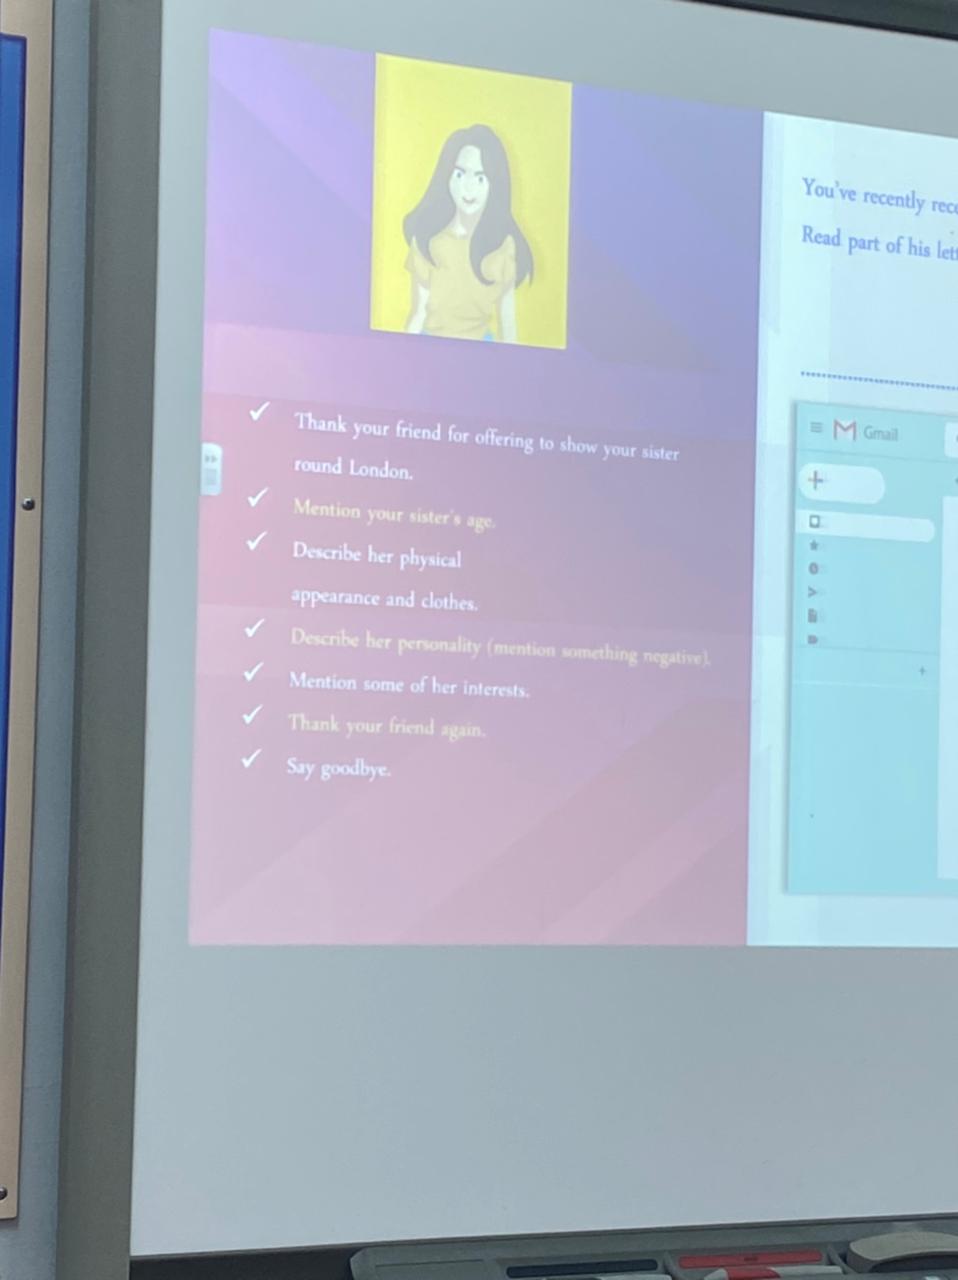 Thank your friend for offering to show your sister
round London.
Mention your sister's age.
Describe her physical
appearance and clothes.
Describe her personality (mention something negative).
Mention some of her interests.
Thank your friend again.
Say goodbye.
You've recently rece
Read part of his lett
Gmail